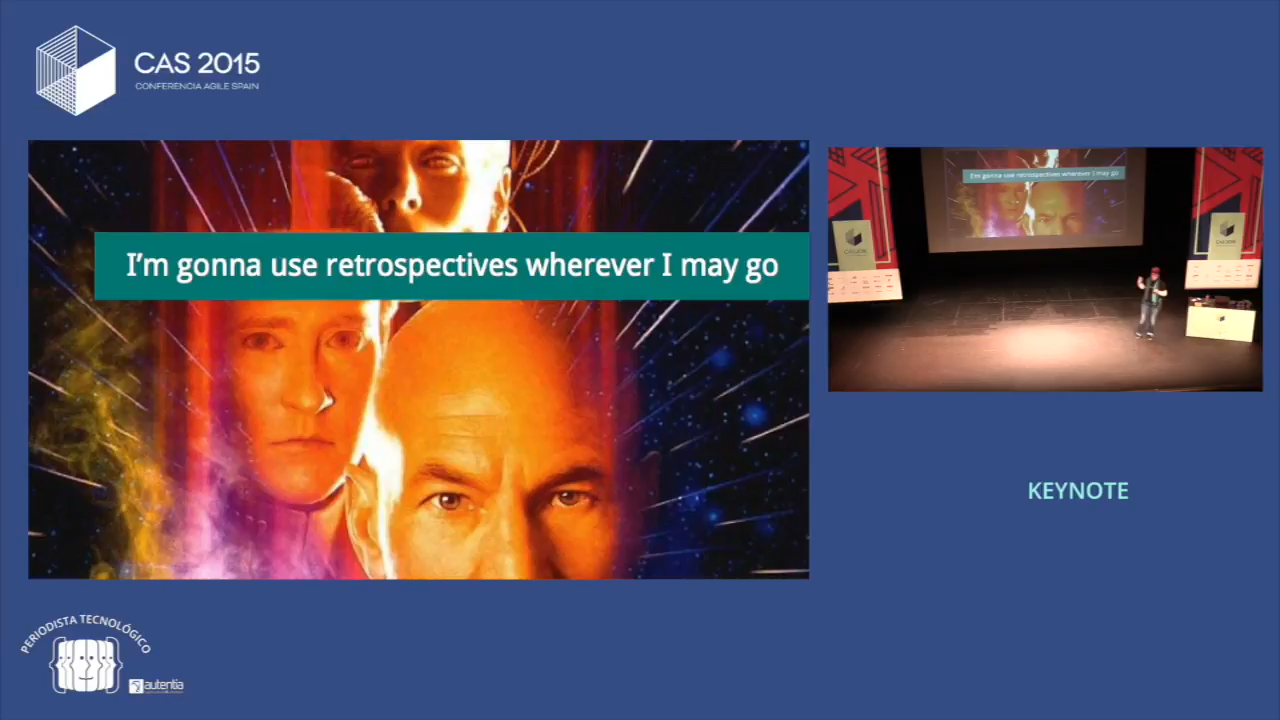 CAS 2015
CONFERENCIA AGILE SPAIN
I'm gonna use retrospectives wherever I may go
I'm gonna use retrospectives wherever I may go
KEYNOTE
PERIODISTA TECNOLÓGICO
autentia